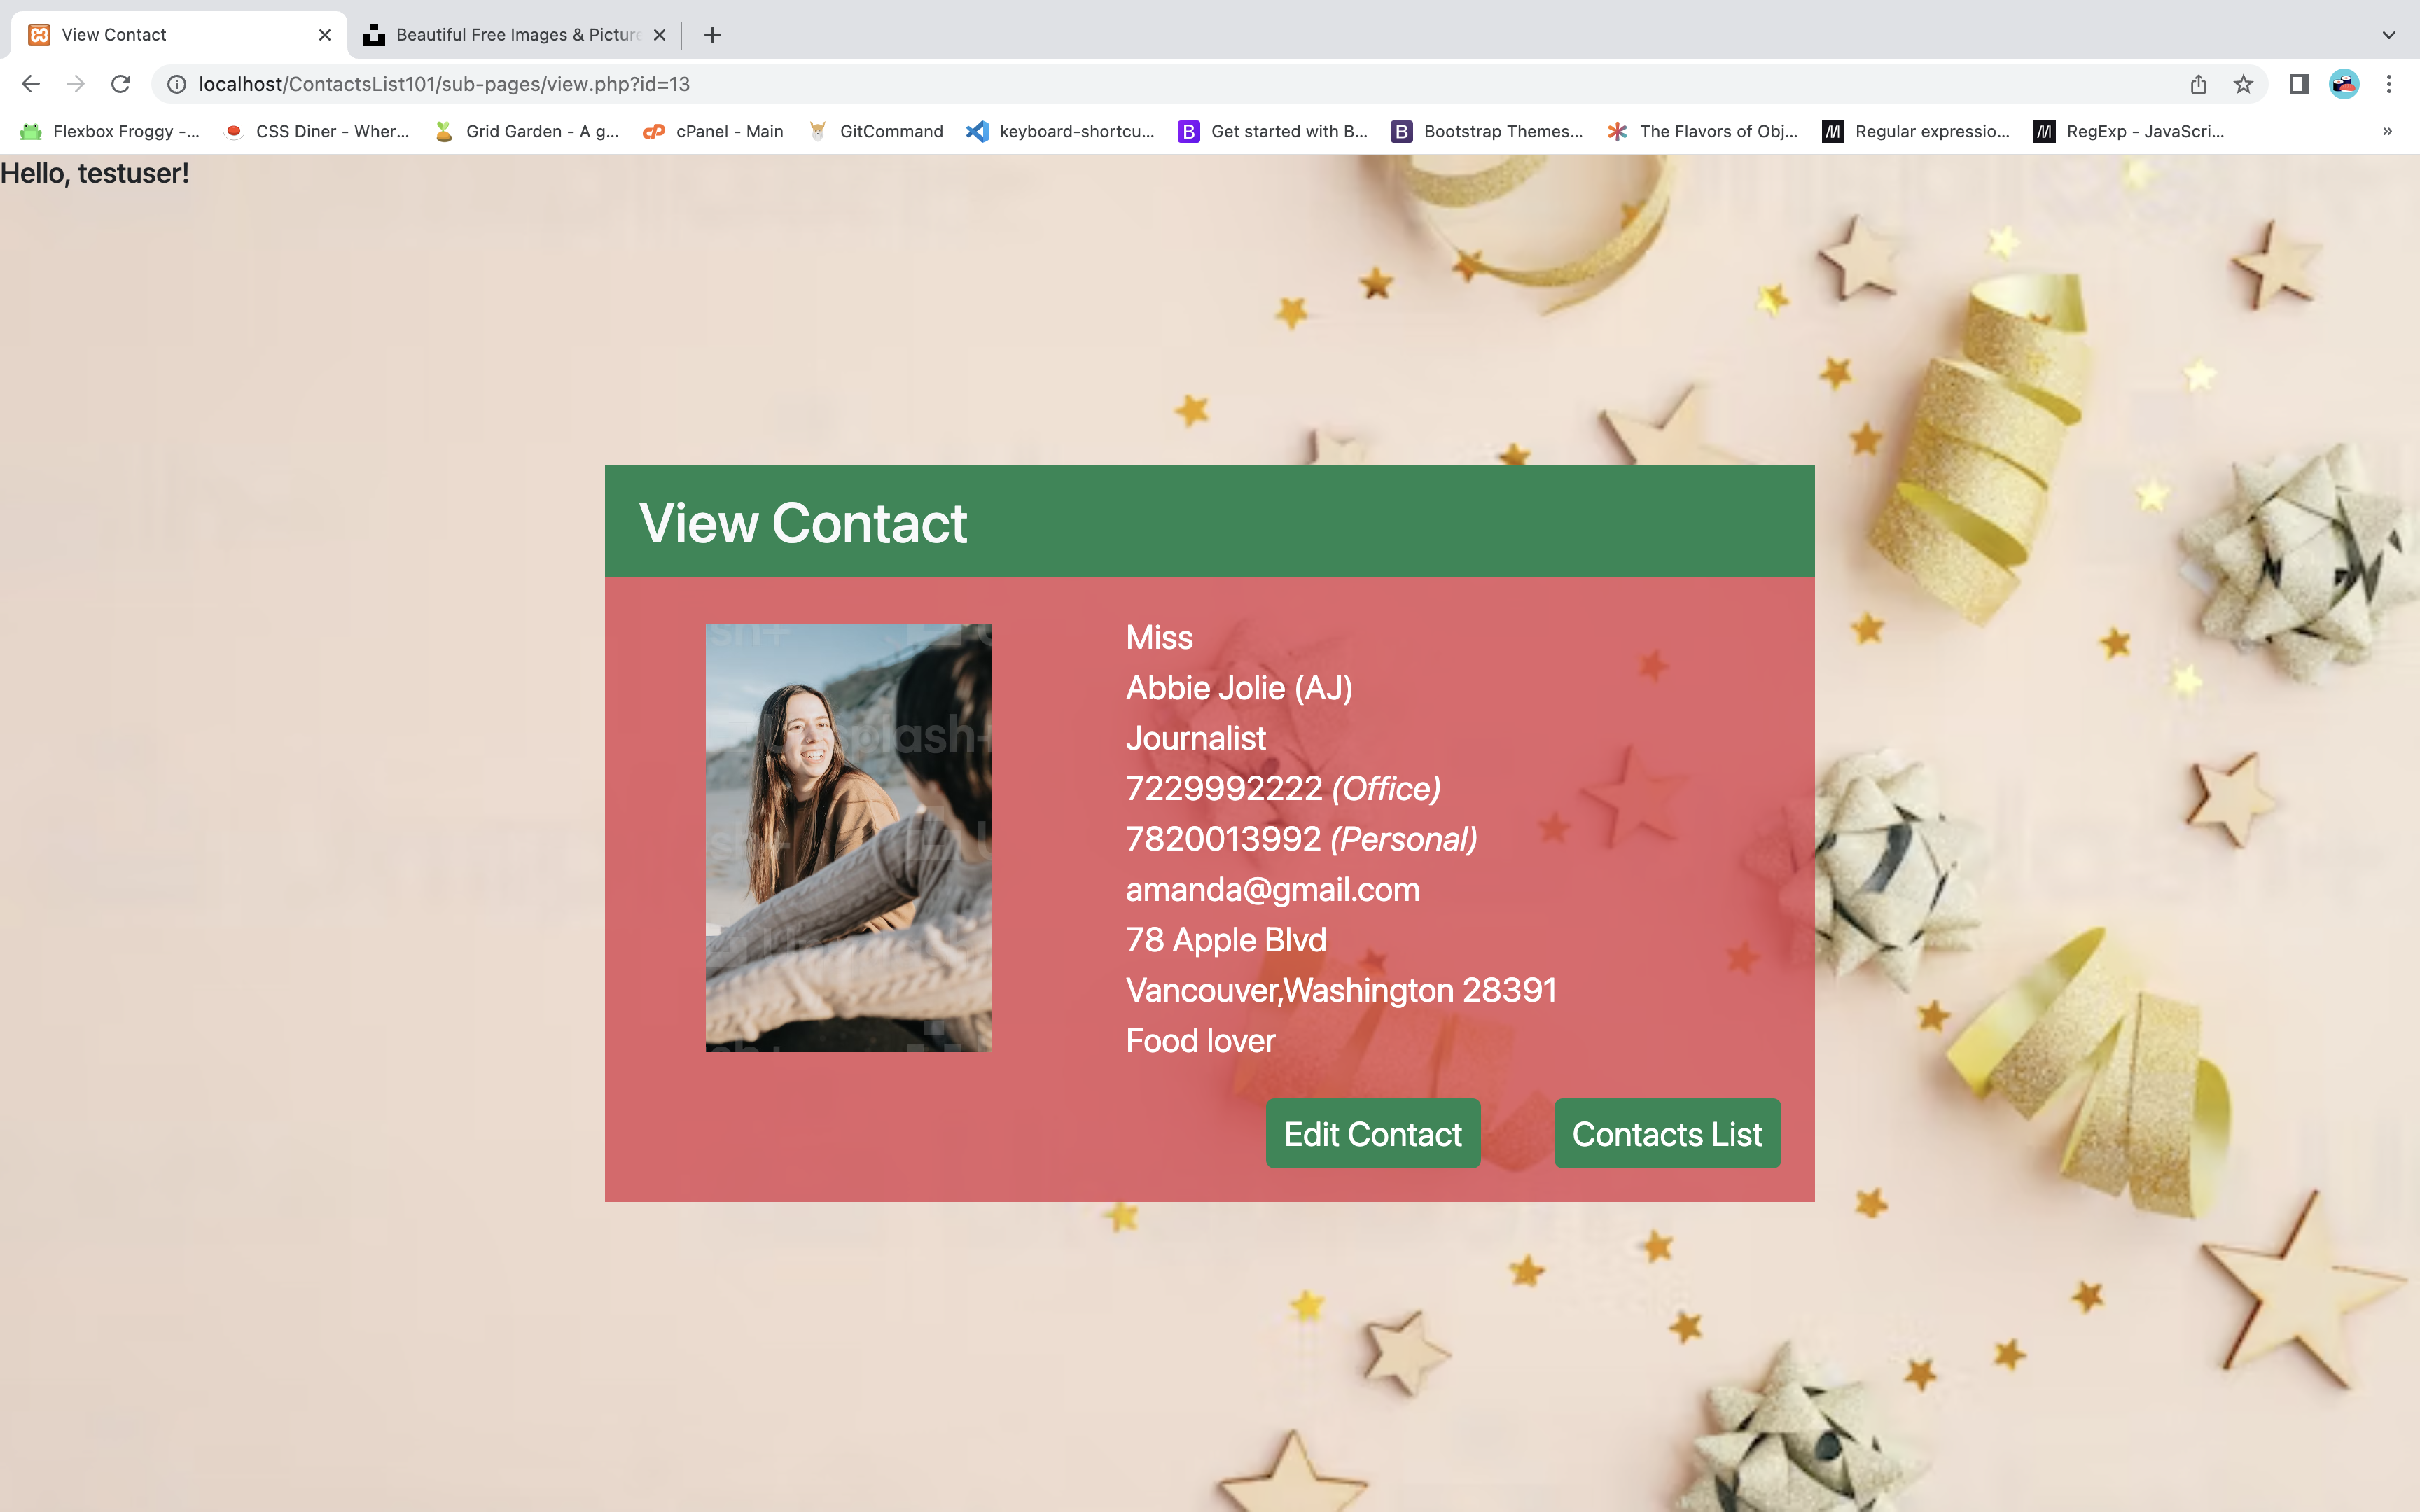 View Contact
Beautiful Free Images & Picture
localhost/ContactsList101/sub-pages/view.php?id=13
Flexbox Froggy -...
CSS Diner - Wher...
Grid Garden - A g...
cPanel - Main
GitCommand
keyboard-shortcu...
Get started with B...
Bootstrap Themes...
The Flavors of Obj...
Regular expressio...
RegExp - JavaScri...
»
Hello, testuser!
View Contact
Miss
Abbie Jolie (AJ)
Journalist
7229992222 (Office)
7820013992 (Personal)
amanda@gmail.com
78 Apple Blvd
Vancouver,Washington 28391
Food lover
Edit Contact
Contacts List